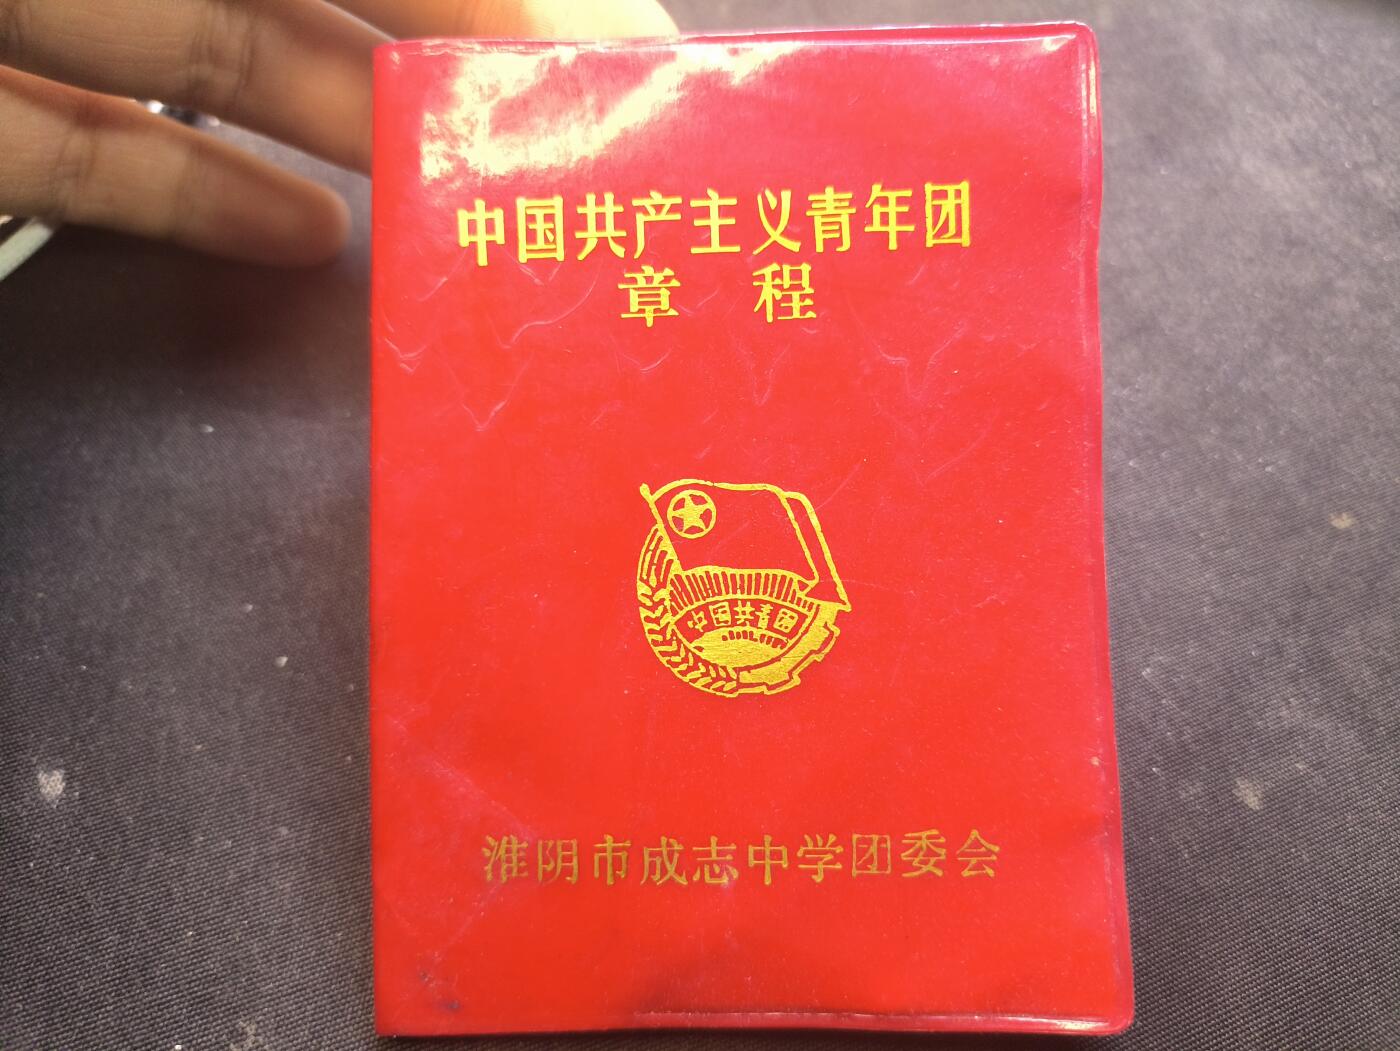 中国共产主义青年团
章 程
中国共青团
淮阴市成志中学团委会